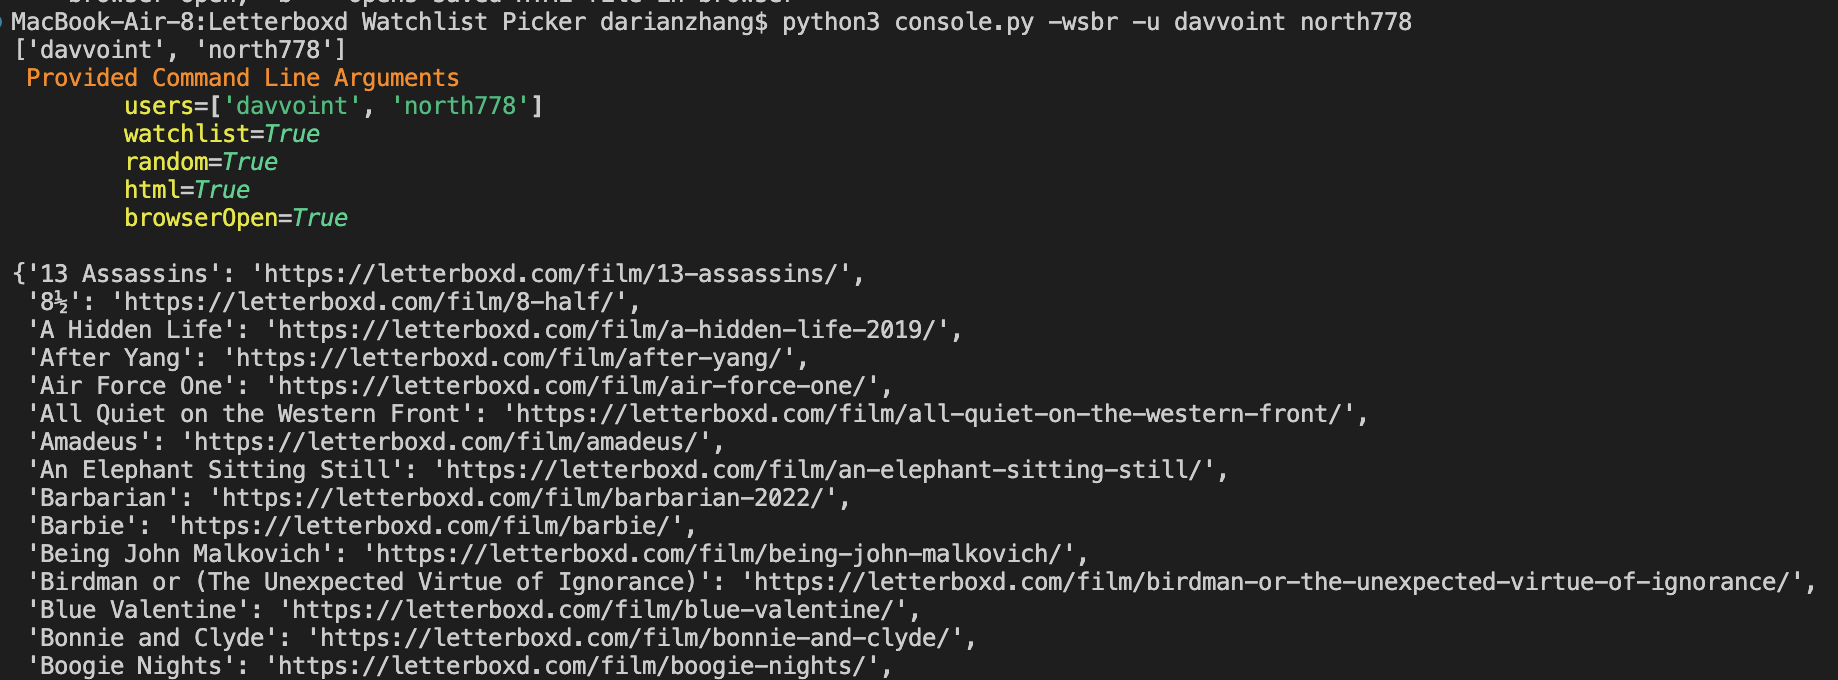 MacBook-Air-8:Letterboxd Watchlist Picker darianzhang$ python3 console.py -wsbr -u davvoint north778
['davvoint', 'north778']
Provided Command Line Arguments
users=['davvoint', 'north778']
watchlist=True
random=True
html=True
browserOpen=True
{'13 Assassins': 'https://letterboxd.com/film/13-assassins/',
'8½': 'https://letterboxd.com/film/8-half/',
'A Hidden Life': 'https://letterboxd.com/film/a-hidden-life-2019/',
'After Yang': 'https://letterboxd.com/film/after-yang/',
'Air Force One': 'https://letterboxd.com/film/air-force-one/',
'All Quiet on the Western Front': 'https://letterboxd.com/film/all-quiet-on-the-western-front/',
'Amadeus': 'https://letterboxd.com/film/amadeus/',
'An Elephant Sitting Still': 'https://letterboxd.com/film/an-elephant-sitting-still/',
'Barbarian': 'https://letterboxd.com/film/barbarian-2022/',
'Barbie': 'https://letterboxd.com/film/barbie/',
'Being John Malkovich': 'https://letterboxd.com/film/being-john-malkovich/',
'Birdman or (The Unexpected Virtue of Ignorance)': 'https://letterboxd.com/film/birdman-or-the-unexpected-virtue-of-ignorance/',
'Blue Valentine': 'https://letterboxd.com/film/blue-valentine/',
'Bonnie and Clyde': 'https://letterboxd.com/film/bonnie-and-clyde/',
'Boogie Nights': 'https://letterboxd.com/film/boogie-nights/',